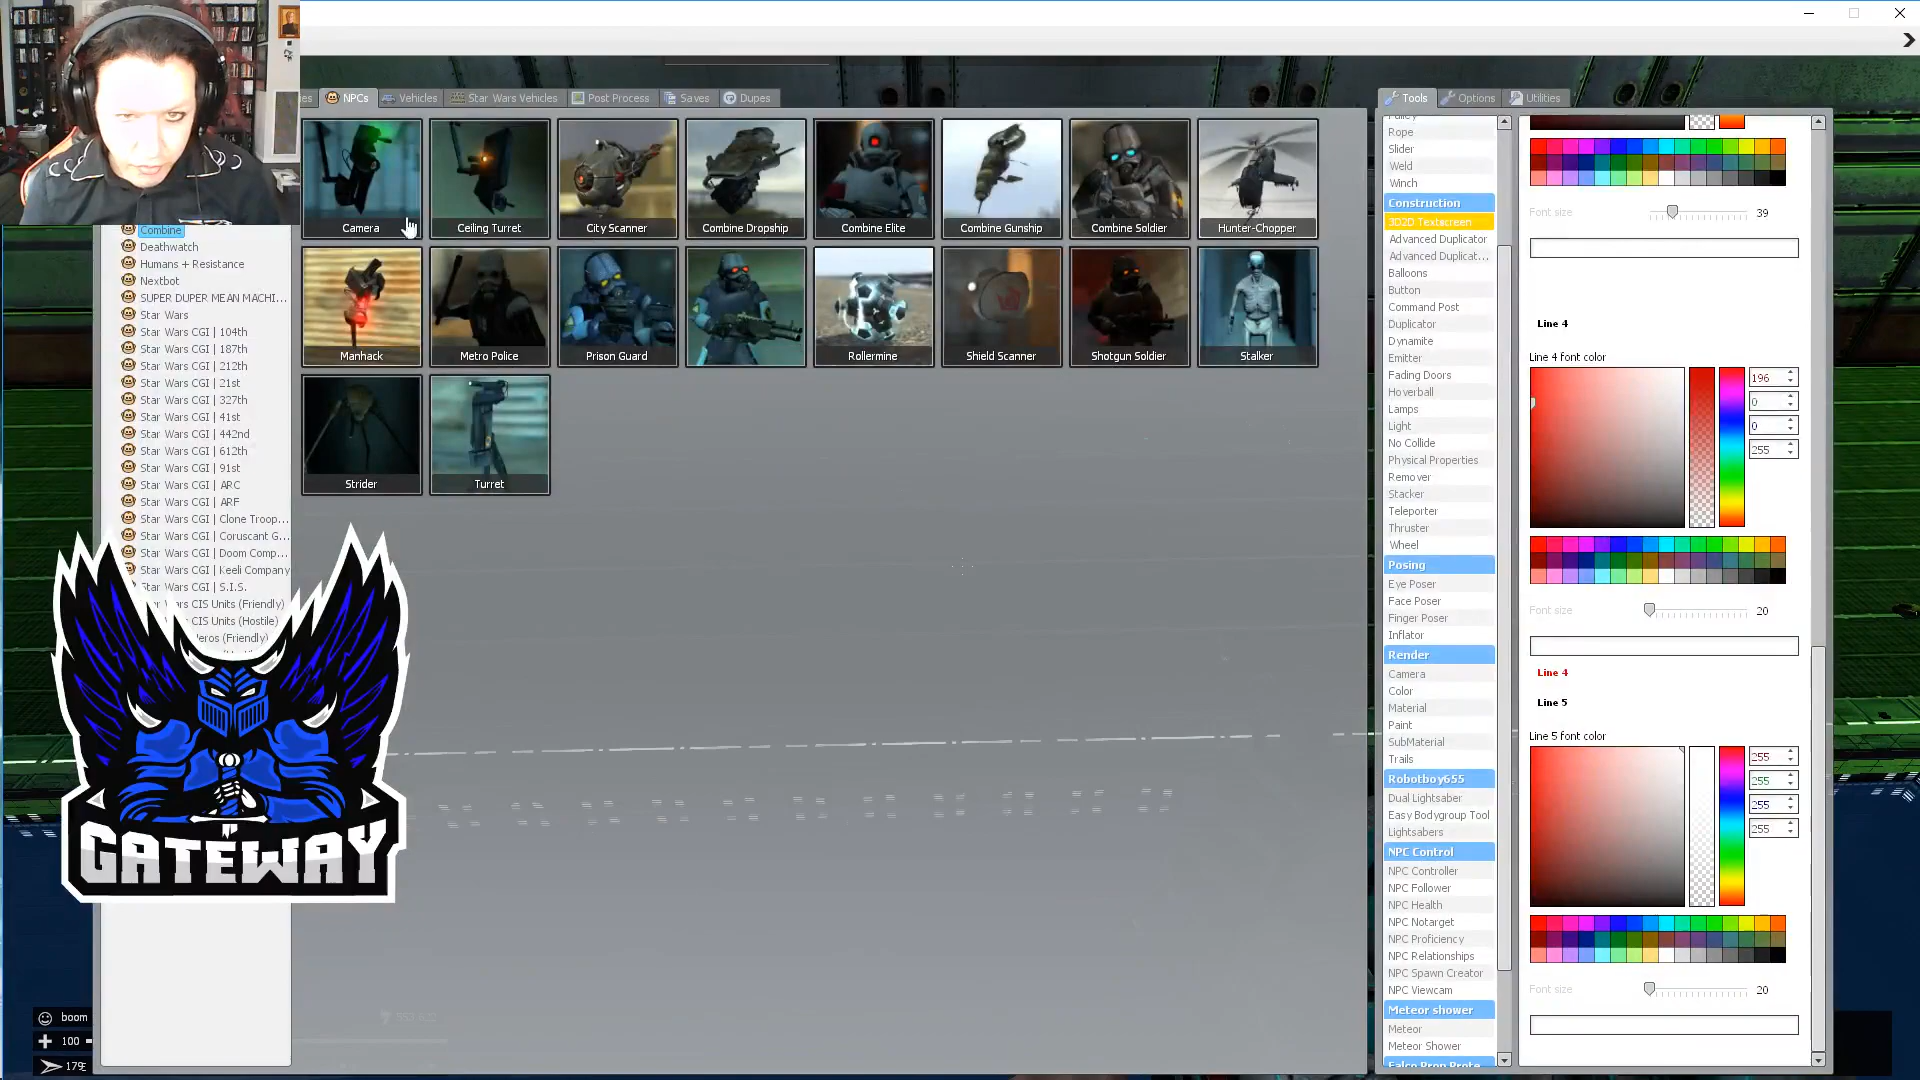 NPCs
Vehicles
Star Wars Vehicles
Post Process
Saves
Dupes
Tools
Options
Utilities
Camera
Ceiling Turret
City Scanner
Combine Dropship
Combine Elite
Combine Gunship
Combine Soldier
Hunter-Chopper
Manhack
Metro Police
Prison Guard
Rollermine
Shield Scanner
Shotgun Soldier
Stalker
Strider
Turret
Combine
Deathwatch
Humans + Resistance
Nextbot
SUPER DUPER MEAN MACHI...
Star Wars
Star Wars CGI | 104th
Star Wars CGI | 187th
Star Wars CGI | 212th
Star Wars CGI | 21st
Star Wars CGI | 327th
Star Wars CGI | 41st
Star Wars CGI | 442nd
Star Wars CGI | 612th
Star Wars CGI | 91st
Star Wars CGI | ARC
Star Wars CGI | ARF
Star Wars CGI | Clone Troop...
Star Wars CGI | Coruscant G...
Star Wars CGI | Doom Comp...
Star Wars CGI | Keeli Company
Star Wars CGI | S.I.S.
Wars CIS Units (Friendly)
Wars CIS Units (Hostile)
(Friendly)
GATEWAY
boom
100
179
Rope
Slider
Weld
Winch
Construction
3D2D Textscreen
Advanced Duplicator
Advanced Duplicat...
Balloons
Button
Command Post
Duplicator
Dynamite
Emitter
Fading Doors
Hoverball
Lamps
Light
No Collide
Physical Properties
Remover
Stacker
Teleporter
Thruster
Wheel
Posing
Eye Poser
Face Poser
Finger Poser
Inflator
Render
Camera
Color
Material
Paint
SubMaterial
Trails
Robotboy655
Dual Lightsaber
Easy Bodygroup Tool
Lightsabers
NPC Control
NPC Controller
NPC Follower
NPC Health
NPC Notarget
NPC Proficiency
NPC Relationships
NPC Spawn Creator
NPC Viewcam
Meteor shower
Meteor
Meteor Shower
Falco Prop Prote
Font size 39
Line 4
Line 4 font color
196
0
0
255
Font size 20
Line 4
Line 5
Line 5 font color
255
255
255
255
Font size 20